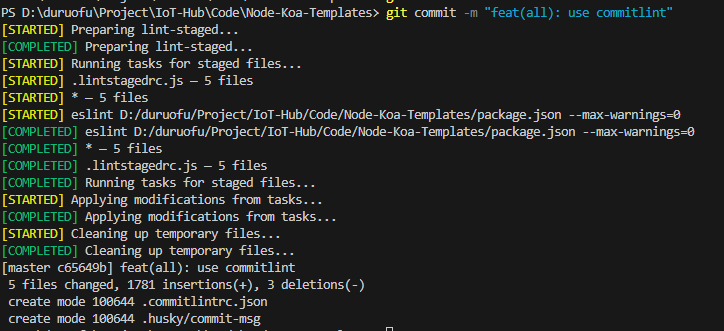 PS D:\duruofu\Project\IoT-Hub\Code\Node-Koa-Templates> git commit -m "feat(all): use commitlint"
[STARTED] Preparing lint-staged...
[COMPLETED] Preparing lint-staged...
[STARTED] Running tasks for staged files...
[STARTED] .lintstagedrc.js — 5 files
[STARTED] * — 5 files
[STARTED] eslint D:/duruofu/Project/IoT-Hub/Code/Node-Koa-Templates/package.json --max-warnings=0
[COMPLETED] eslint D:/duruofu/Project/IoT-Hub/Code/Node-Koa-Templates/package.json --max-warnings=0
[COMPLETED] * — 5 files
[COMPLETED] .lintstagedrc.js — 5 files
[COMPLETED] Running tasks for staged files...
[STARTED] Applying modifications from tasks...
[COMPLETED] Applying modifications from tasks...
[STARTED] Cleaning up temporary files...
[COMPLETED] Cleaning up temporary files...
[master c65649b] feat(all): use commitlint
 5 files changed, 1781 insertions(+), 3 deletions(-)
 create mode 100644 .commitlintrc.json
 create mode 100644 .husky/commit-msg